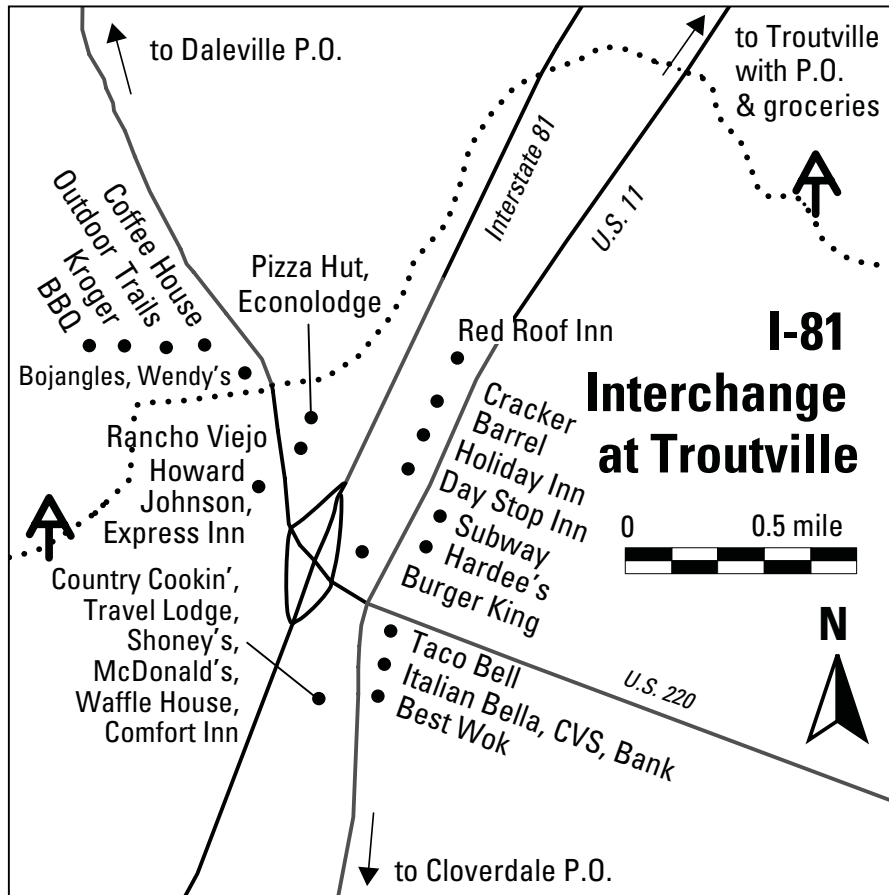 to Daleville P.O.
to Troutville
with P.O.
& groceries
Interstate 81
U.S. 11
Coffee House
Outdoor Trails
Kroger
BBQ
Pizza Hut,
Econolodge
Red Roof Inn
I-81
Interchange
at Troutville
Bojangles, Wendy's
Cracker
Barrel
Holiday Inn
Day Stop Inn
Subway
Hardee's
Burger King
Rancho Viejo
Howard
Johnson,
Express Inn
0 0.5 mile
Country Cookin',
Travel Lodge,
Shoney's,
McDonald's,
Waffle House,
Comfort Inn
N
Taco Bell
Italian Bella, CVS, Bank
Best Wok
U.S. 220
to Cloverdale P.O.